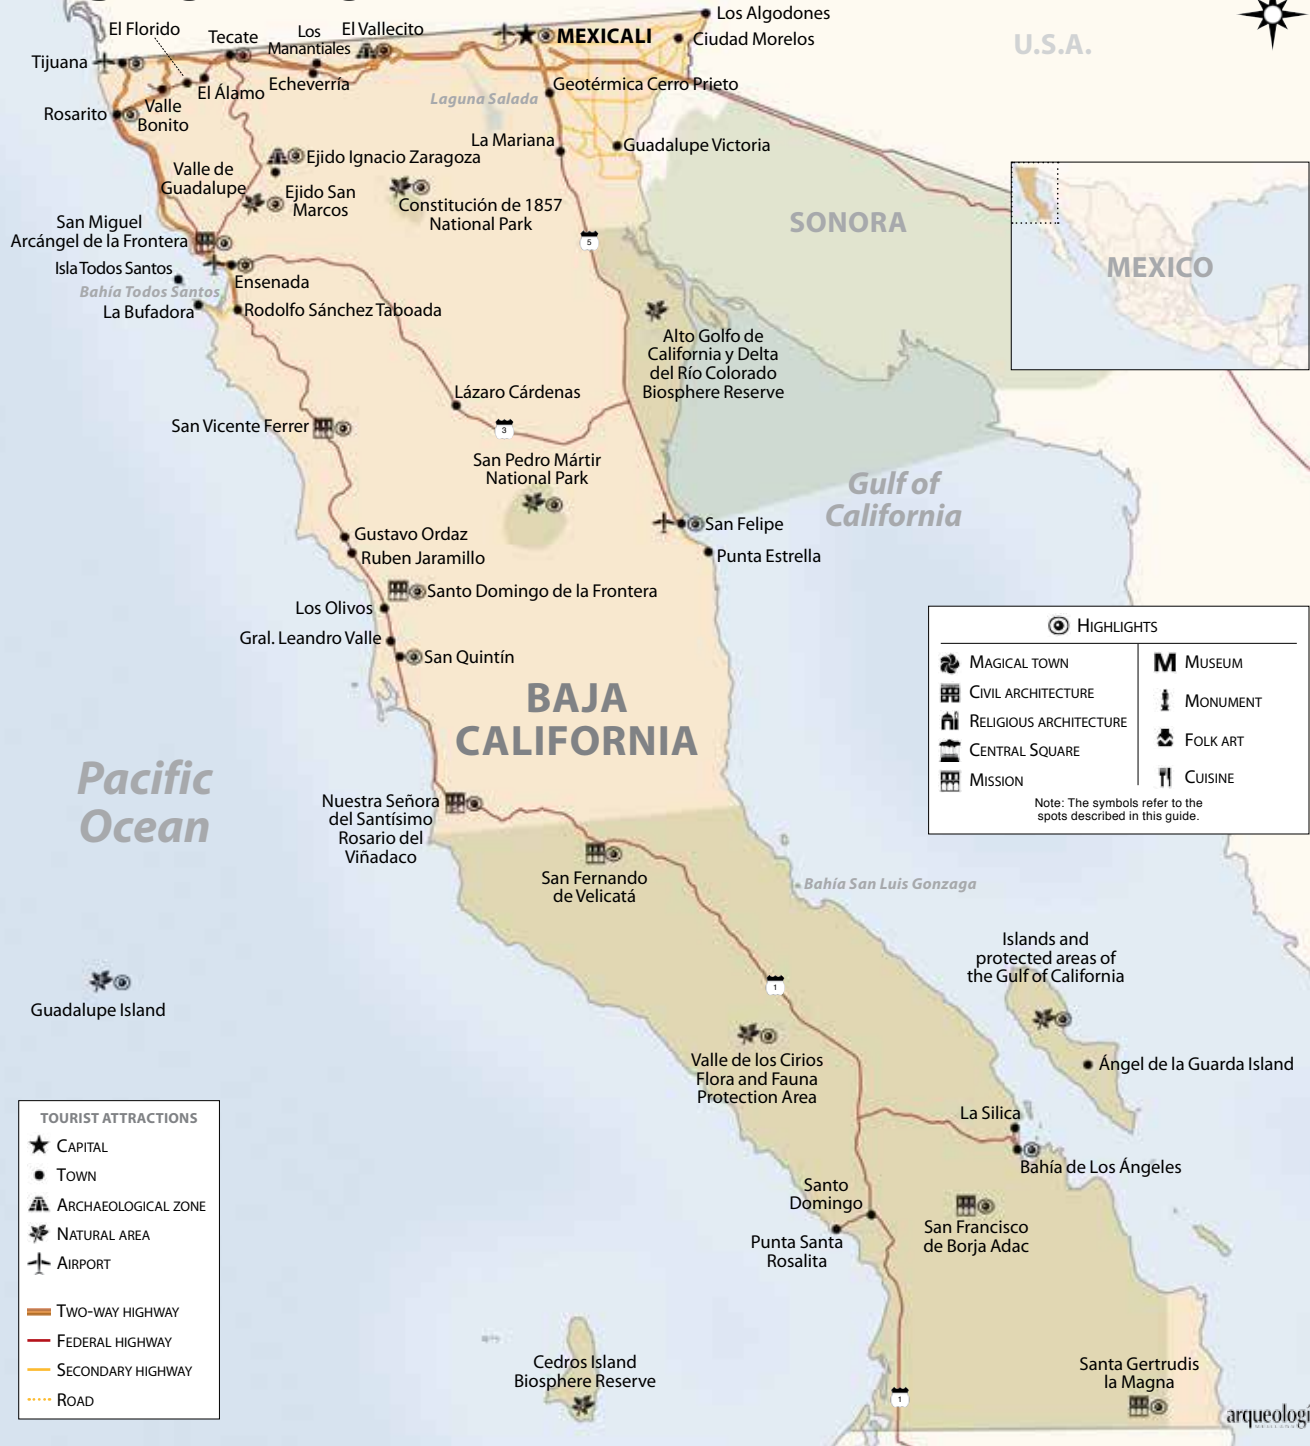 Los Algodones
El Florido
Los
Manantiales
El Vallecito
Tecate
MEXICALI
Ciudad Morelos
U.S.A.
Tijuana
El Álamo
Echeverría
Geotérmica Cerro Prieto
Laguna Salada
Rosarito
Valle
Bonito
La Mariana
Guadalupe Victoria
Ejido Ignacio Zaragoza
Valle de
Guadalupe
Ejido San
Marcos
Constitución de 1857
National Park
SONORA
San Miguel
Arcángel de la Frontera
5
MEXICO
Isla Todos Santos
Ensenada
Bahía Todos Santos
La Bufadora
Rodolfo Sánchez Taboada
Alto Golfo de
California y Delta
del Río Colorado
Biosphere Reserve
Lázaro Cárdenas
San Vicente Ferrer
3
San Pedro Mártir
National Park
Gulf of
California
San Felipe
Gustavo Ordaz
Ruben Jaramillo
Punta Estrella
Santo Domingo de la Frontera
Los Olivos
Gral. Leandro Valle
San Quintín
BAJA
CALIFORNIA
HIGHLIGHTS
MAGICAL TOWN
CIVIL ARCHITECTURE
RELIGIOUS ARCHITECTURE
CENTRAL SQUARE
MISSION
MUSEUM
MONUMENT
FOLK ART
CUISINE
Note: The symbols refer to the
spots described in this guide.
Pacific
Ocean
Nuestra Señora
del Santísimo
Rosario del
Viñadaco
San Fernando
de Velicatá
Bahía San Luis Gonzaga
Islands and
protected areas of
the Gulf of California
Guadalupe Island
1
Valle de los Cirios
Flora and Fauna
Protection Area
Ángel de la Guarda Island
La Silica
Bahía de Los Ángeles
Santo
Domingo
San Francisco
de Borja Adac
Punta Santa
Rosalita
TOURIST ATTRACTIONS
CAPITAL
TOWN
ARCHAEOLOGICAL ZONE
NATURAL AREA
AIRPORT
TWO-WAY HIGHWAY
FEDERAL HIGHWAY
SECONDARY HIGHWAY
ROAD
Cedros Island
Biosphere Reserve
Santa Gertrudis
la Magna
1
arqueologí